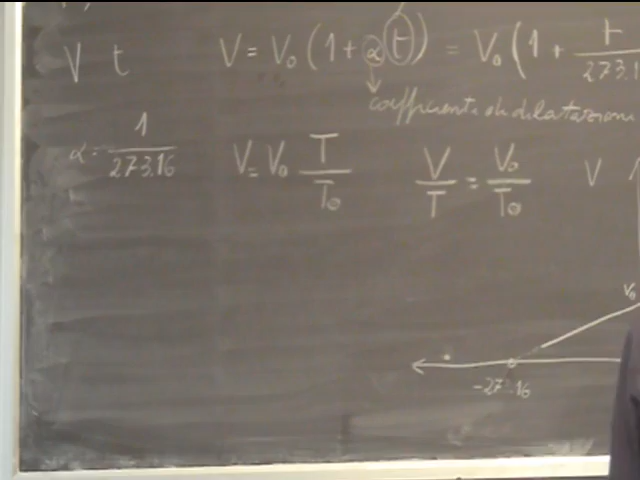 V t V = V₀ (1 + α t) = V₀ (1 + t / 273.1
coefficiente di dilatazione
α = 1 / 273.16 V = V₀ T / T₀ V / T = V₀ / T₀ V
V₀
-273.16